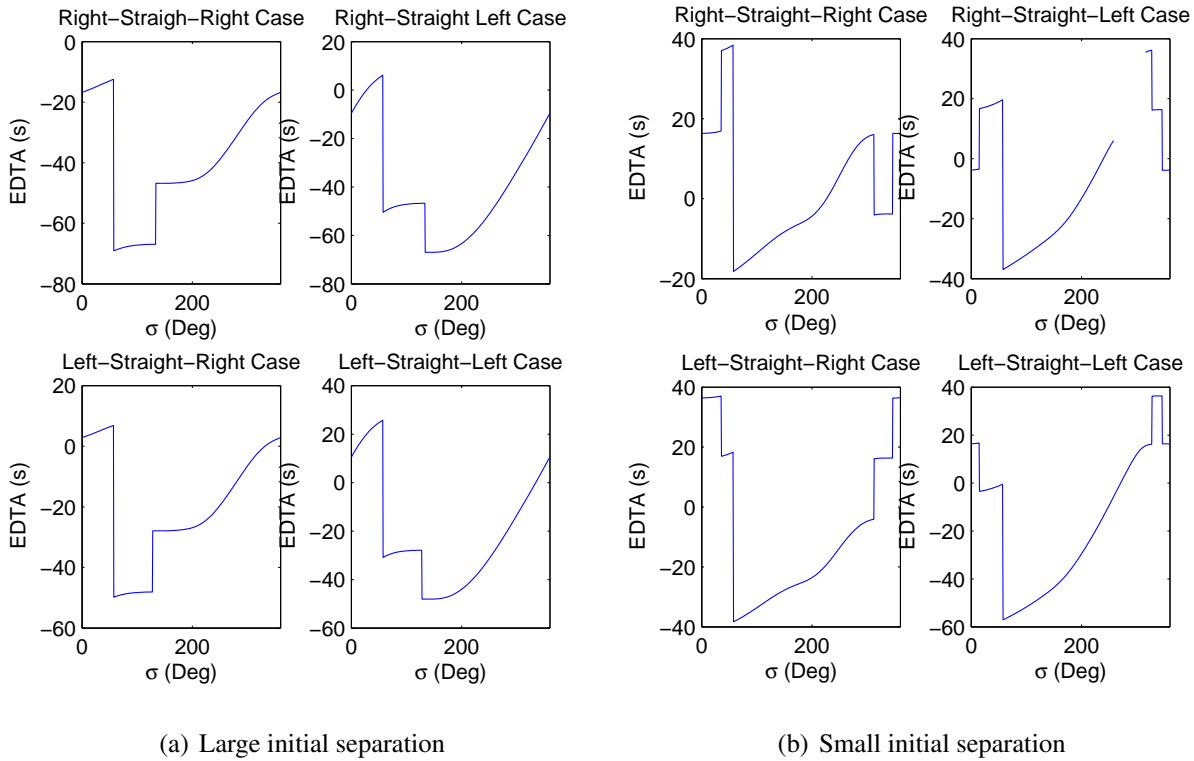 Right−Straigh−Right Case
0
−20
−40
−60
−80
EDTA (s)
0
200
σ (Deg)
Right−Straight Left Case
20
0
−20
−40
−60
−80
EDTA (s)
0
200
σ (Deg)
Left−Straight−Right Case
20
0
−20
−40
−60
EDTA (s)
0
200
σ (Deg)
Left−Straight−Left Case
40
20
0
−20
−40
−60
EDTA (s)
0
200
σ (Deg)
(a) Large initial separation
Right−Straight−Right Case
40
20
0
−20
EDTA (s)
0
200
σ (Deg)
Right−Straight−Left Case
40
20
0
−20
−40
EDTA (s)
0
200
σ (Deg)
Left−Straight−Right Case
40
20
0
−20
−40
EDTA (s)
0
200
σ (Deg)
Left−Straight−Left Case
40
20
0
−20
−40
−60
EDTA (s)
0
200
σ (Deg)
(b) Small initial separation